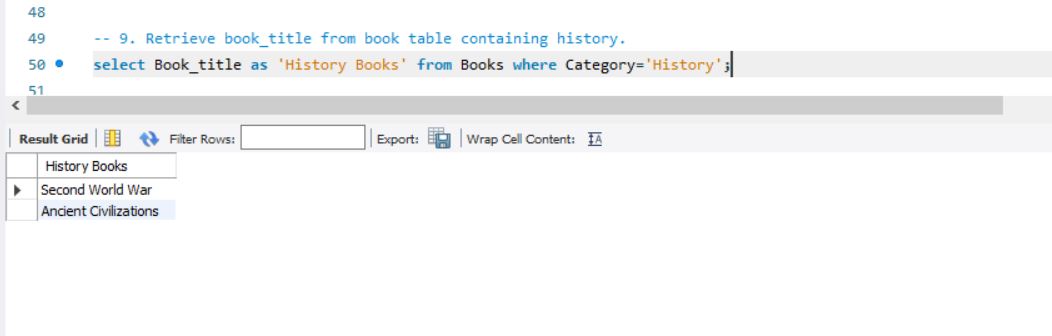 48
49 -- 9. Retrieve book_title from book table containing history.
50 select Book_title as 'History Books' from Books where Category='History';
51
Result Grid Filter Rows: Export: Wrap Cell Content: IA
History Books
Second World War
Ancient Civilizations